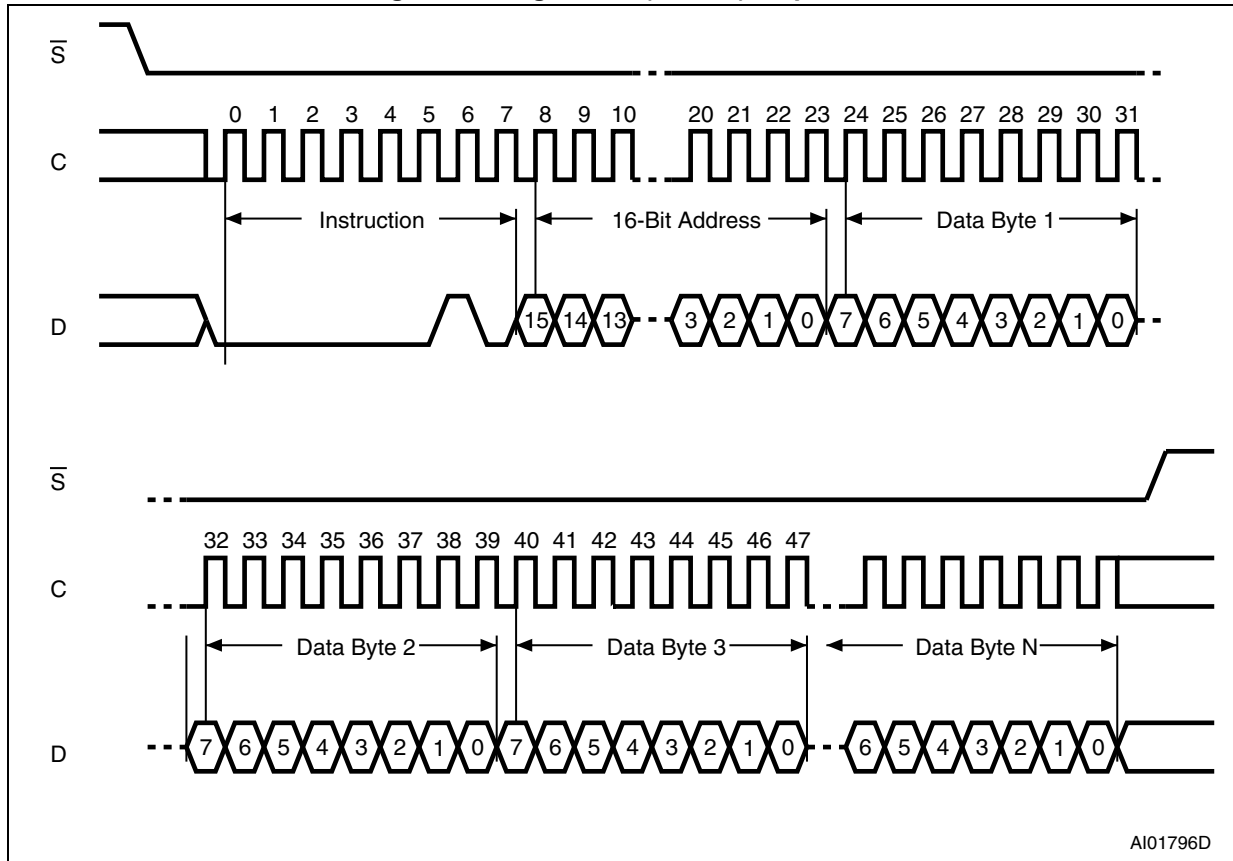 S
0 1 2 3 4 5 6 7 8 9 10 20 21 22 23 24 25 26 27 28 29 30 31
C
Instruction 16-Bit Address Data Byte 1
D 15 14 13 3 2 1 0 7 6 5 4 3 2 1 0
S
32 33 34 35 36 37 38 39 40 41 42 43 44 45 46 47
C
Data Byte 2 Data Byte 3 Data Byte N
D 7 6 5 4 3 2 1 0 7 6 5 4 3 2 1 0 6 5 4 3 2 1 0
AI01796D